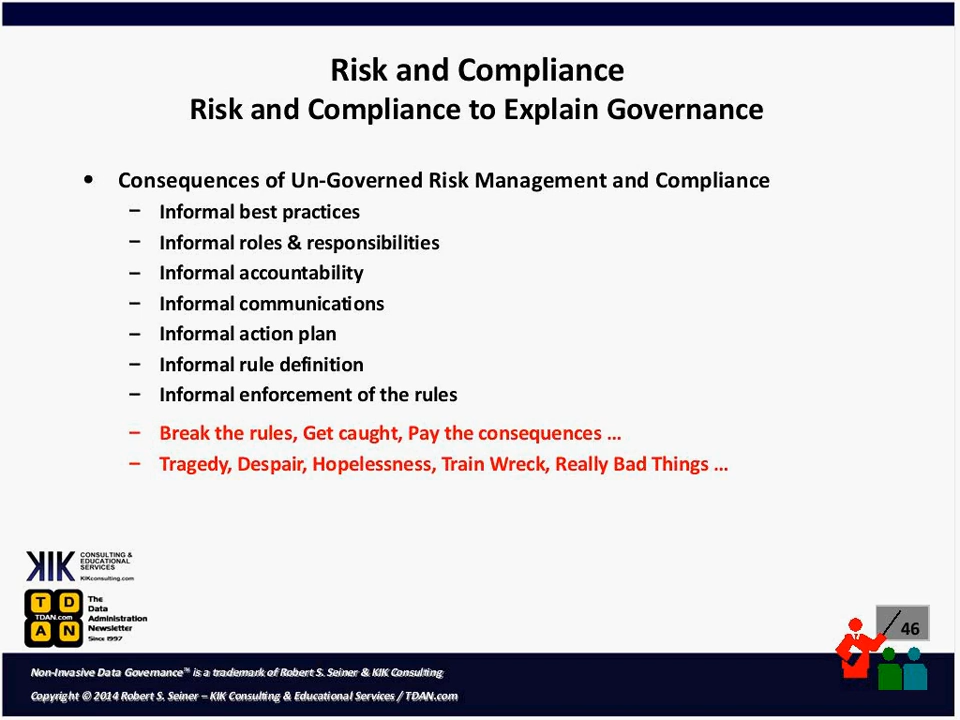 Risk and Compliance
Risk and Compliance to Explain Governance
• Consequences of Un-Governed Risk Management and Compliance
– Informal best practices
– Informal roles & responsibilities
– Informal accountability
– Informal communications
– Informal action plan
– Informal rule definition
– Informal enforcement of the rules
– Break the rules, Get caught, Pay the consequences ...
– Tragedy, Despair, Hopelessness, Train Wreck, Really Bad Things ...
KIK CONSULTING &
EDUCATIONAL
SERVICES
KIKconsulting.com
T D
TDAN.com
A N
The
Data
Administration
Newsletter
Since 1997
46
Non-Invasive Data Governance™ is a trademark of Robert S. Seiner & KIK Consulting
Copyright © 2014 Robert S. Seiner – KIK Consulting & Educational Services / TDAN.com